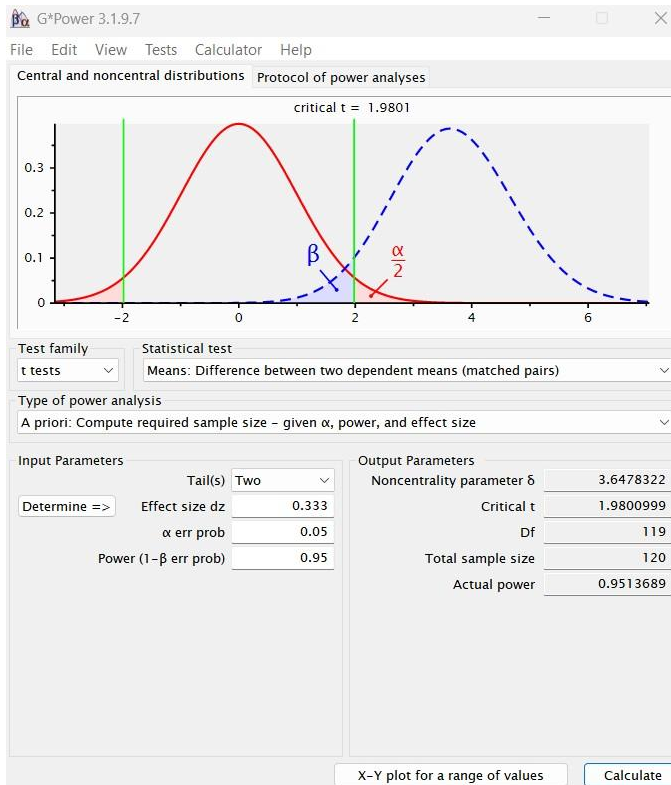 G*Power 3.1.9.7
File Edit View Tests Calculator Help
Central and noncentral distributions Protocol of power analyses
critical t = 1.9801
0.3
0.2
0.1
0
β
α
2
-2 0 2 4 6
Test family Statistical test
t tests Means: Difference between two dependent means (matched pairs)
Type of power analysis
A priori: Compute required sample size - given α, power, and effect size
Input Parameters Output Parameters
Tail(s) Two Noncentrality parameter δ 3.6478322
Determine => Effect size dz 0.333 Critical t 1.9800999
α err prob 0.05 Df 119
Power (1-β err prob) 0.95 Total sample size 120
Actual power 0.9513689
X-Y plot for a range of values Calculate